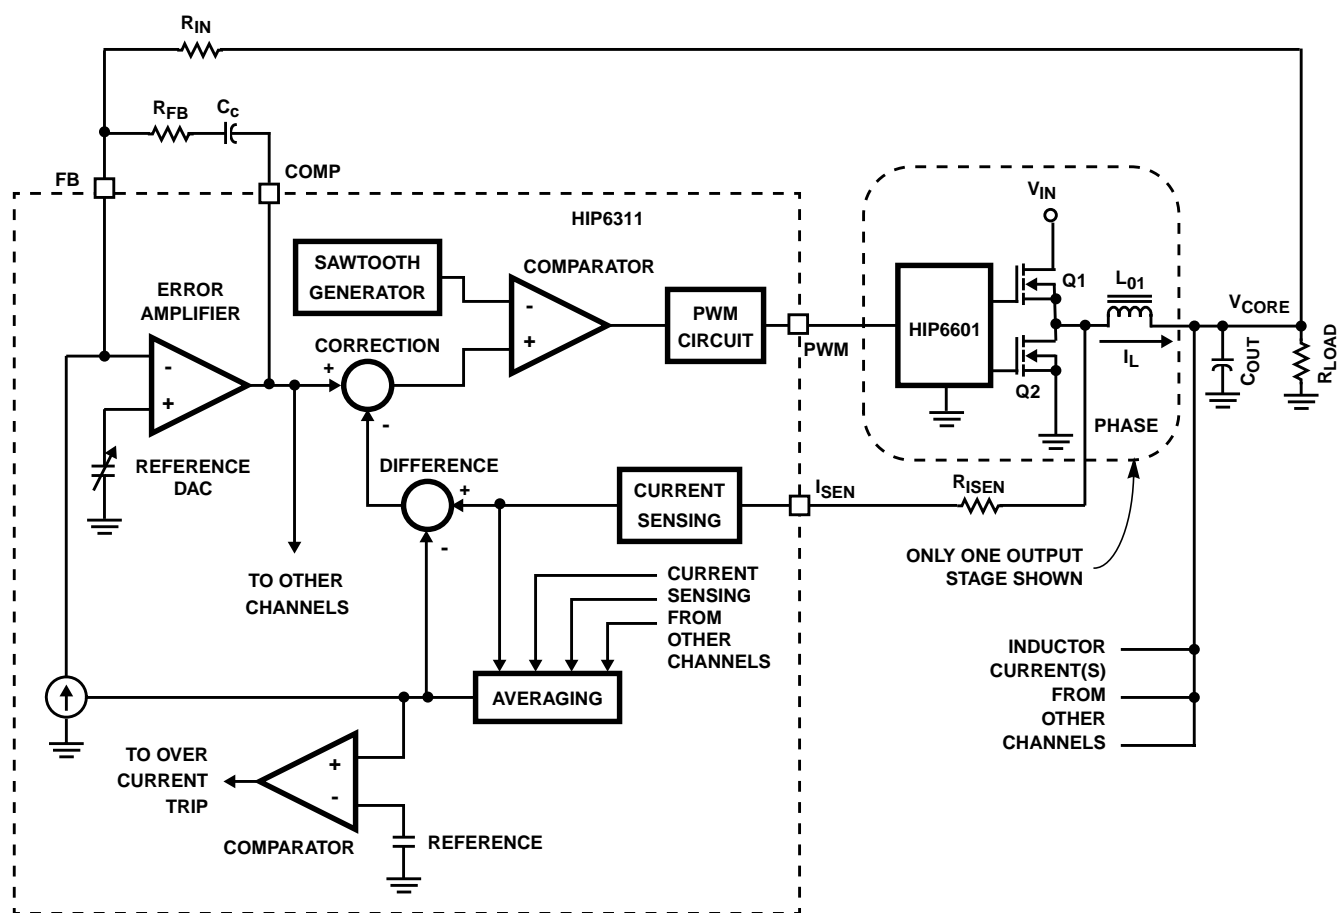 RIN
RFB
Cc
FB
COMP
HIP6311
VIN
SAWTOOTH
GENERATOR
COMPARATOR
-
+
PWM
CIRCUIT
PWM
HIP6601
Q1
Q2
L01
IL
VCORE
COUT
RLOAD
PHASE
ERROR
AMPLIFIER
-
+
CORRECTION
+
-
REFERENCE
DAC
DIFFERENCE
+
-
CURRENT
SENSING
ISEN
RISEN
ONLY ONE OUTPUT
STAGE SHOWN
TO OTHER
CHANNELS
CURRENT
SENSING
FROM
OTHER
CHANNELS
AVERAGING
INDUCTOR
CURRENT(S)
FROM
OTHER
CHANNELS
TO OVER
CURRENT
TRIP
+
-
COMPARATOR
REFERENCE